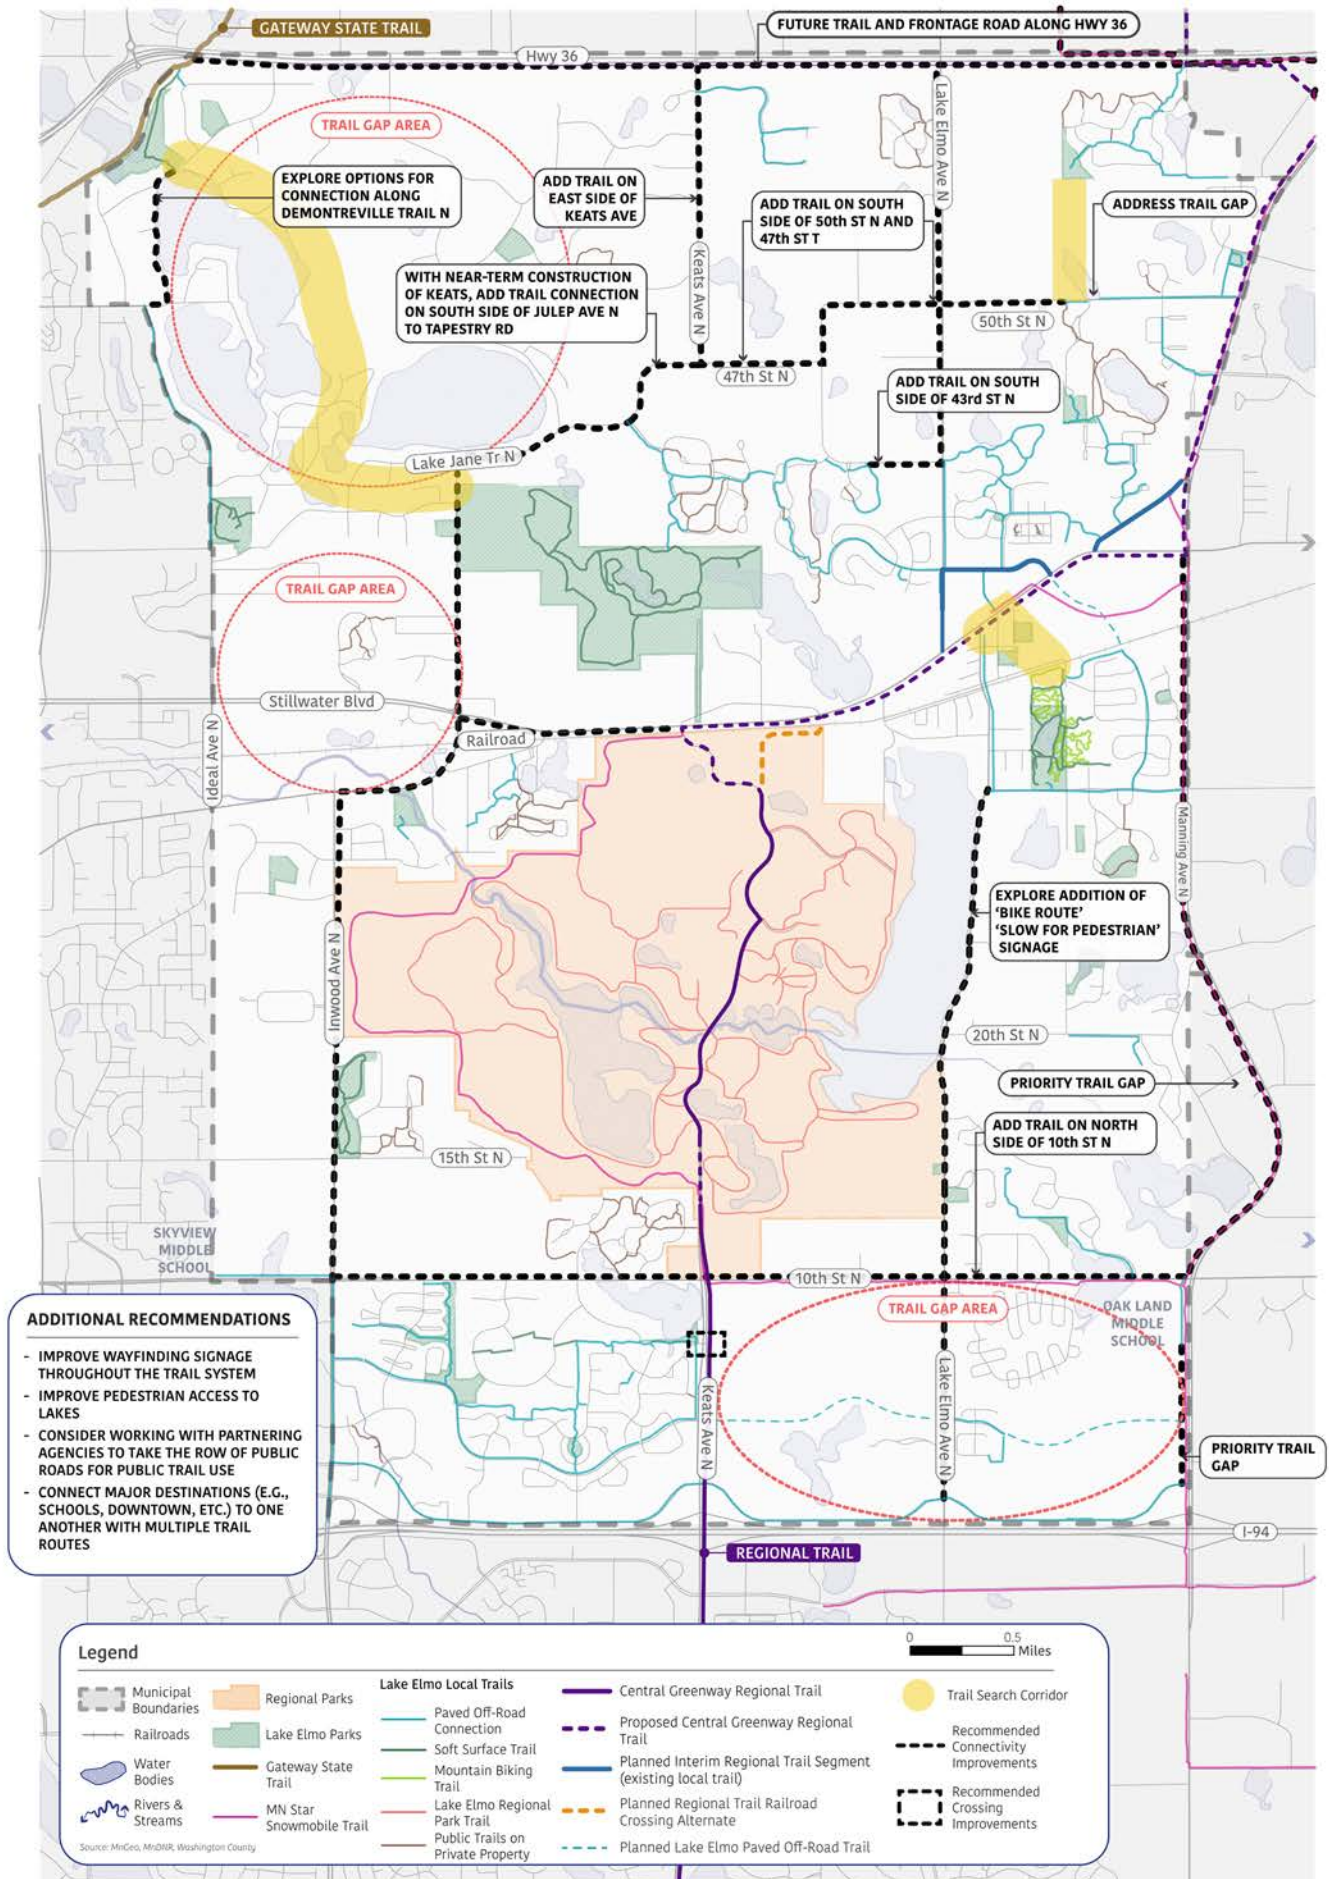 GATEWAY STATE TRAIL
FUTURE TRAIL AND FRONTAGE ROAD ALONG HWY 36
Hwy 36
TRAIL GAP AREA
Lake Elmo Ave N
EXPLORE OPTIONS FOR
CONNECTION ALONG
DEMONTREVILLE TRAIL N
ADD TRAIL ON
EAST SIDE OF
KEATS AVE
ADD TRAIL ON SOUTH
SIDE OF 50th ST N AND
47th ST T
ADDRESS TRAIL GAP
Keats Ave N
WITH NEAR-TERM CONSTRUCTION
OF KEATS, ADD TRAIL CONNECTION
ON SOUTH SIDE OF JULEP AVE N
TO TAPESTRY RD
50th St N
47th St N
ADD TRAIL ON SOUTH
SIDE OF 43rd ST N
Lake Jane Tr N
TRAIL GAP AREA
Stillwater Blvd
Railroad
Ideal Ave N
Manning Ave N
EXPLORE ADDITION OF
'BIKE ROUTE'
'SLOW FOR PEDESTRIAN'
SIGNAGE
Inwood Ave N
20th St N
PRIORITY TRAIL GAP
ADD TRAIL ON NORTH
SIDE OF 10th ST N
15th St N
SKYVIEW
MIDDLE
SCHOOL
10th St N
TRAIL GAP AREA
OAK LAND
MIDDLE
SCHOOL
ADDITIONAL RECOMMENDATIONS
- IMPROVE WAYFINDING SIGNAGE
THROUGHOUT THE TRAIL SYSTEM
- IMPROVE PEDESTRIAN ACCESS TO
LAKES
- CONSIDER WORKING WITH PARTNERING
AGENCIES TO TAKE THE ROW OF PUBLIC
ROADS FOR PUBLIC TRAIL USE
- CONNECT MAJOR DESTINATIONS (E.G.,
SCHOOLS, DOWNTOWN, ETC.) TO ONE
ANOTHER WITH MULTIPLE TRAIL
ROUTES
Keats Ave N
Lake Elmo Ave N
PRIORITY TRAIL
GAP
I-94
REGIONAL TRAIL
Legend
0 0.5
Miles
Municipal
Boundaries
Railroads
Water
Bodies
Rivers &
Streams
Source: MnGeo, MnDNR, Washington County
Regional Parks
Lake Elmo Parks
Gateway State
Trail
MN Star
Snowmobile Trail
Lake Elmo Local Trails
Paved Off-Road
Connection
Soft Surface Trail
Mountain Biking
Trail
Lake Elmo Regional
Park Trail
Public Trails on
Private Property
Central Greenway Regional Trail
Proposed Central Greenway Regional
Trail
Planned Interim Regional Trail Segment
(existing local trail)
Planned Regional Trail Railroad
Crossing Alternate
Planned Lake Elmo Paved Off-Road Trail
Trail Search Corridor
Recommended
Connectivity
Improvements
Recommended
Crossing
Improvements